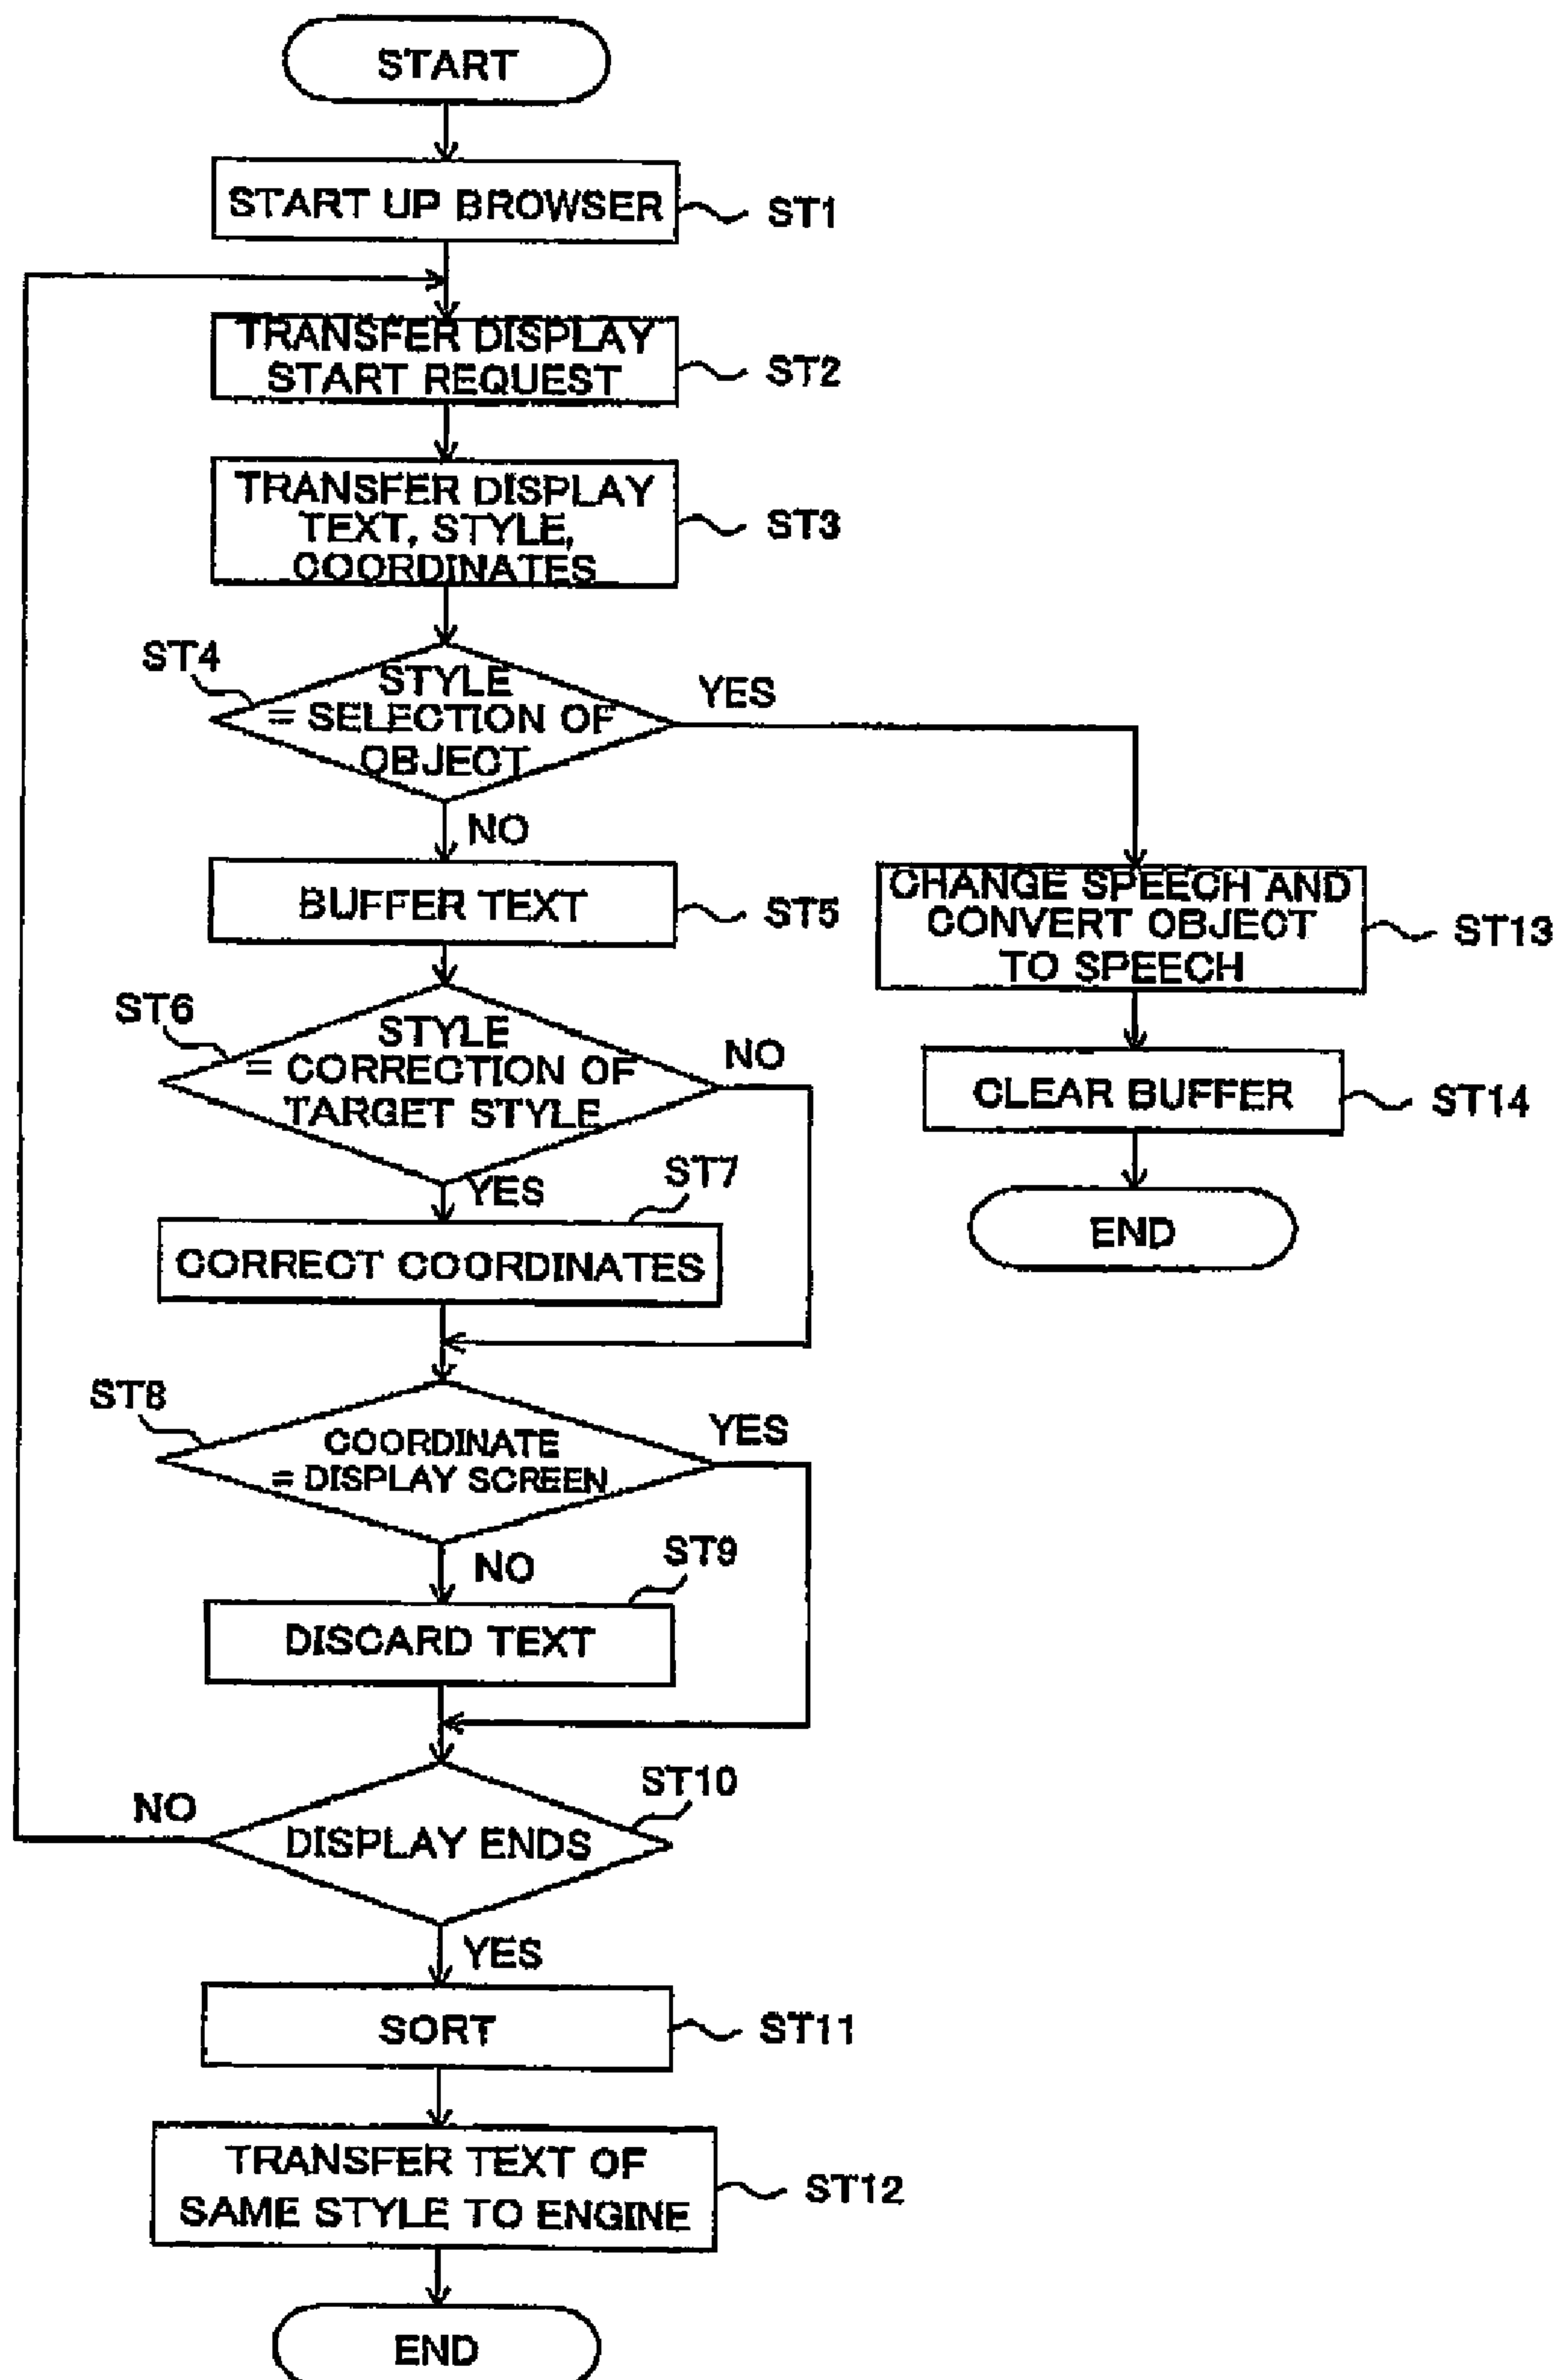 START
START UP BROWSER
ST1
TRANSFER DISPLAY
START REQUEST
ST2
TRANSFER DISPLAY
TEXT, STYLE,
COORDINATES
ST3
ST4
STYLE
= SELECTION OF
OBJECT
YES
NO
BUFFER TEXT
ST5
CHANGE SPEECH AND
CONVERT OBJECT
TO SPEECH
ST13
ST6
STYLE
= CORRECTION OF
TARGET STYLE
NO
CLEAR BUFFER
ST14
YES
ST7
END
CORRECT COORDINATES
ST8
COORDINATE
= DISPLAY SCREEN
YES
NO
ST9
DISCARD TEXT
ST10
NO
DISPLAY ENDS
YES
SORT
ST11
TRANSFER TEXT OF
SAME STYLE TO ENGINE
ST12
END